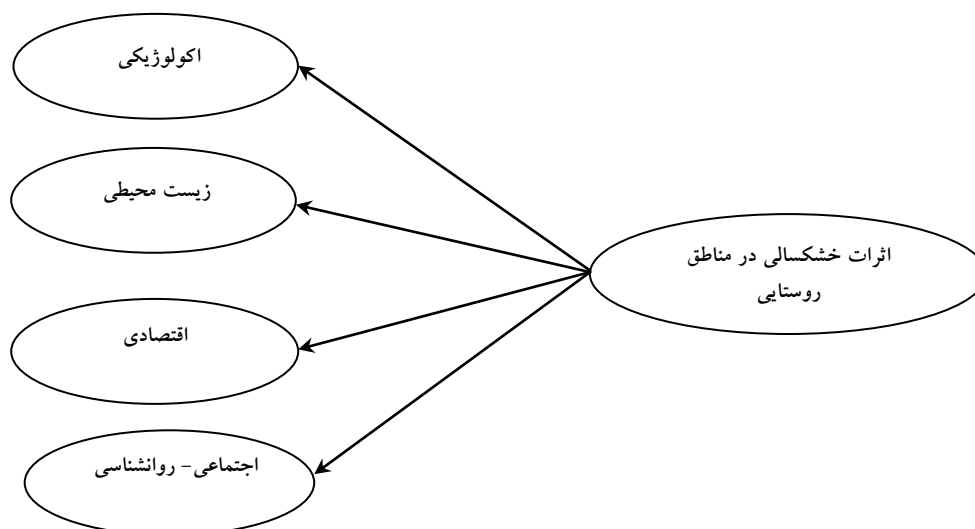 اکولوژیکی
زیست محیطی
اثرات خشکسالی در مناطق
روستایی
اقتصادی
اجتماعی- روانشناسی